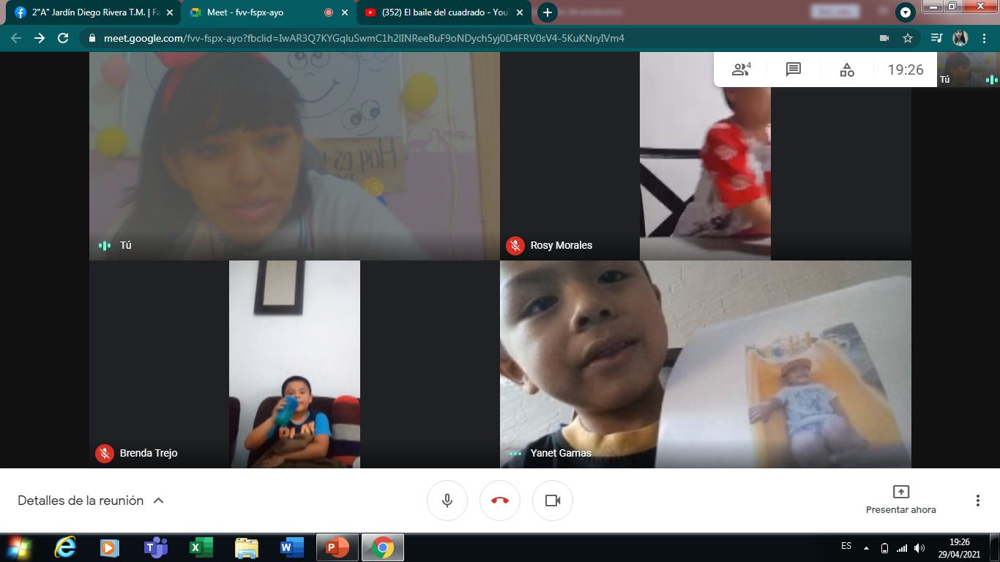 2"A" Jardín Diego Rivera T.M. | Fa
Meet - fvv-fspx-ayo
(352) El baile del cuadrado - You
meet.google.com/fvv-fspx-ayo?fbclid=IwAR3Q7KYGqluSwmC1h2lINReeBuF9oNDych5yj0D4FRV0sV4-5KuKNryIVm4
4
19:26
Tú
Hoy es
Tú
Rosy Morales
PLAY
Brenda Trejo
Yanet Gamas
Detalles de la reunión
Presentar ahora
ES
19:26
29/04/2021